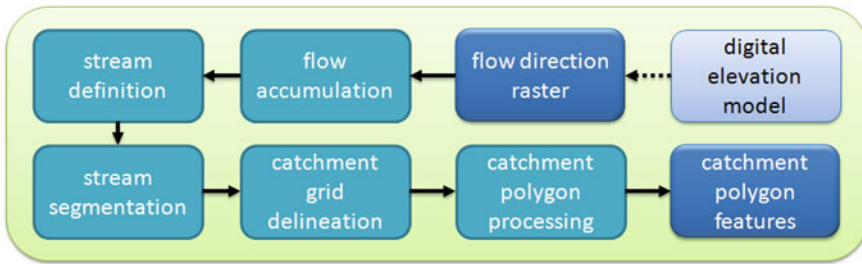 stream
definition
flow
accumulation
flow direction
raster
digital
elevation
model
stream
segmentation
catchment
grid
delineation
catchment
polygon
processing
catchment
polygon
features